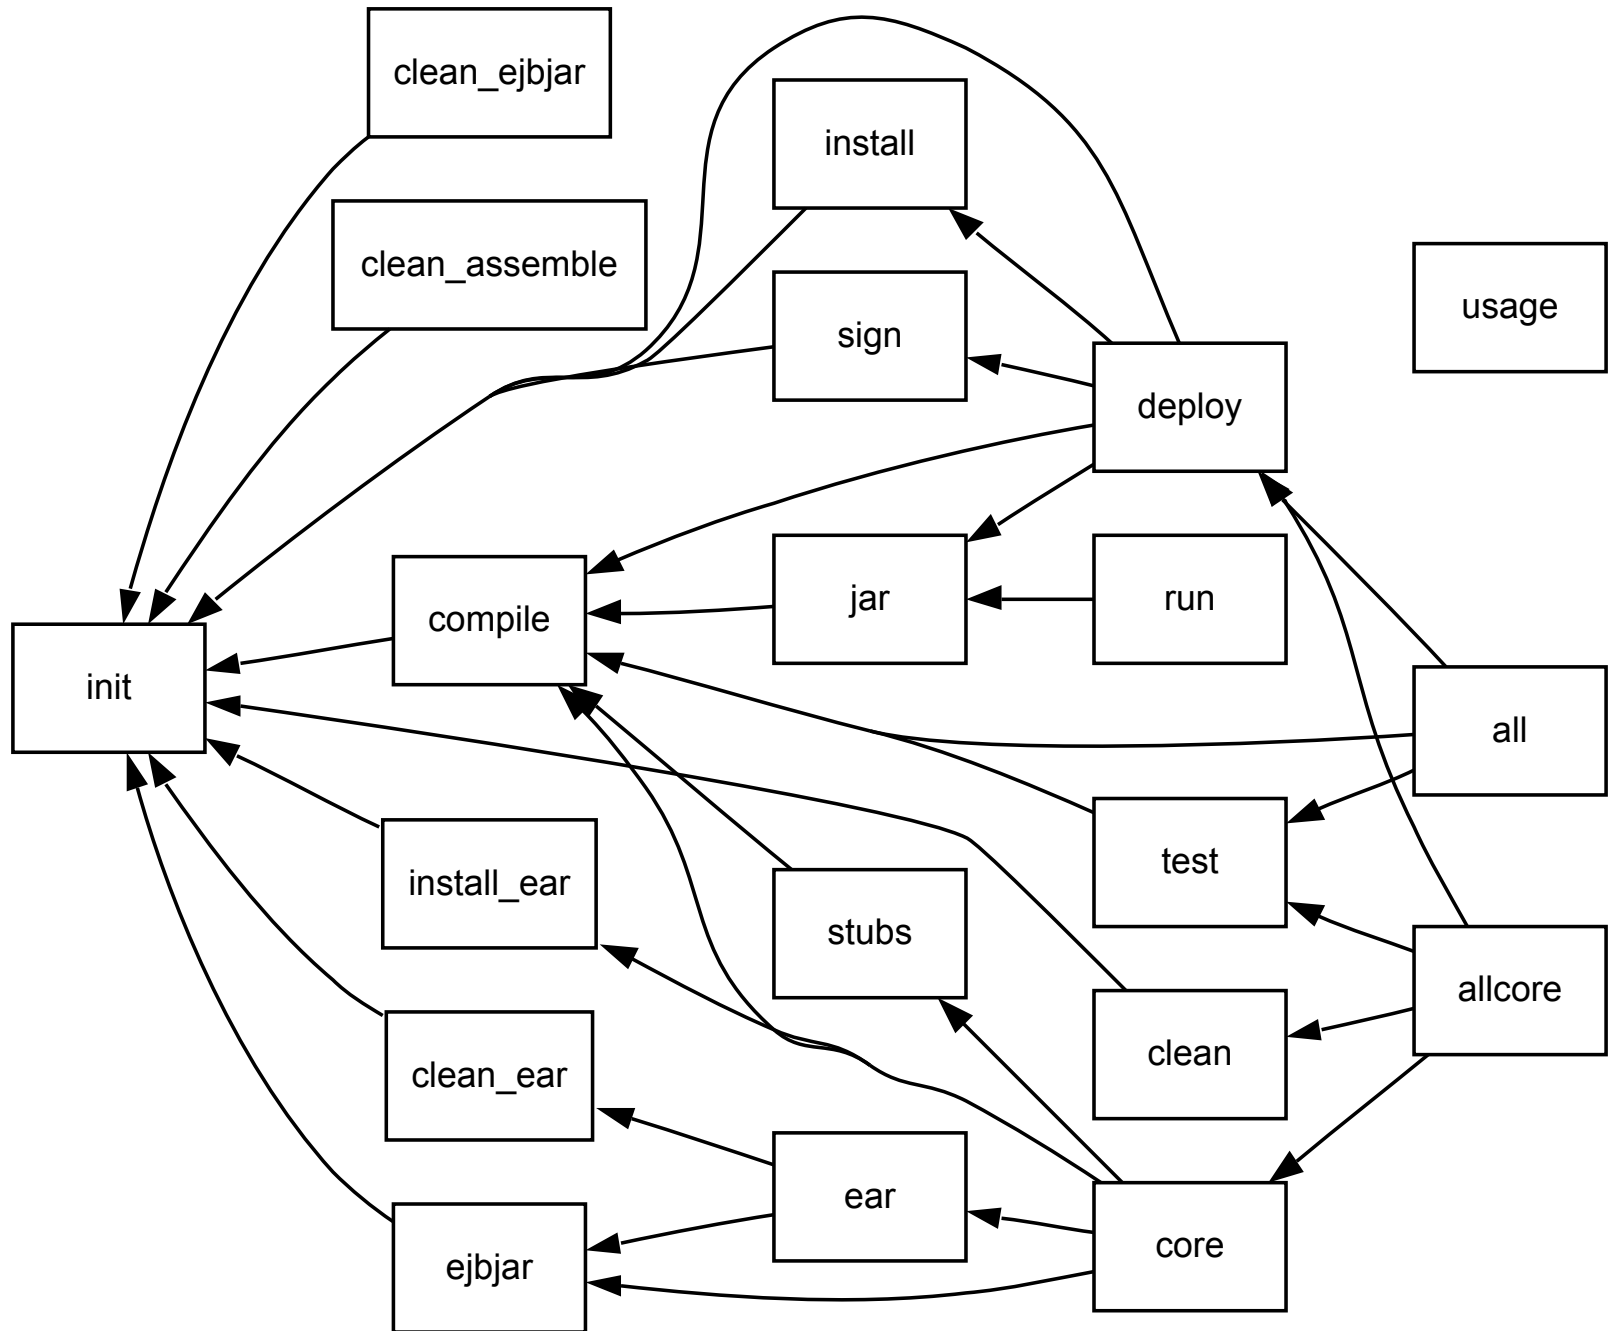 clean_ejbjar
install
clean_assemble
usage
sign
deploy
compile
jar
run
init
all
install_ear
test
stubs
allcore
clean_ear
clean
ear
ejbjar
core